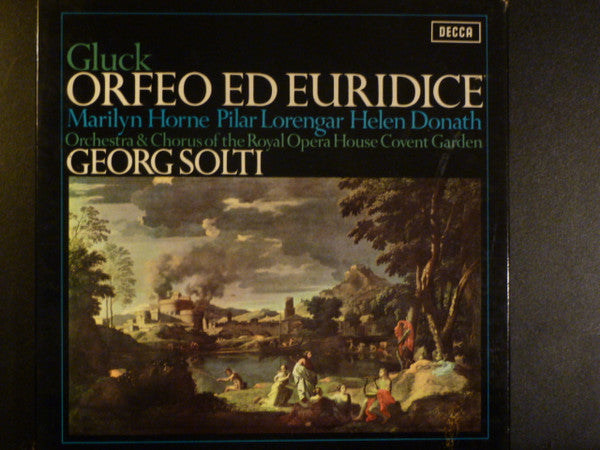 DECCA
Gluck
ORFEO ED EURIDICE
Marilyn Horne Pilar Lorengar Helen Donath
Orchestra & Chorus of the Royal Opera House Covent Garden
GEORG SOLTI